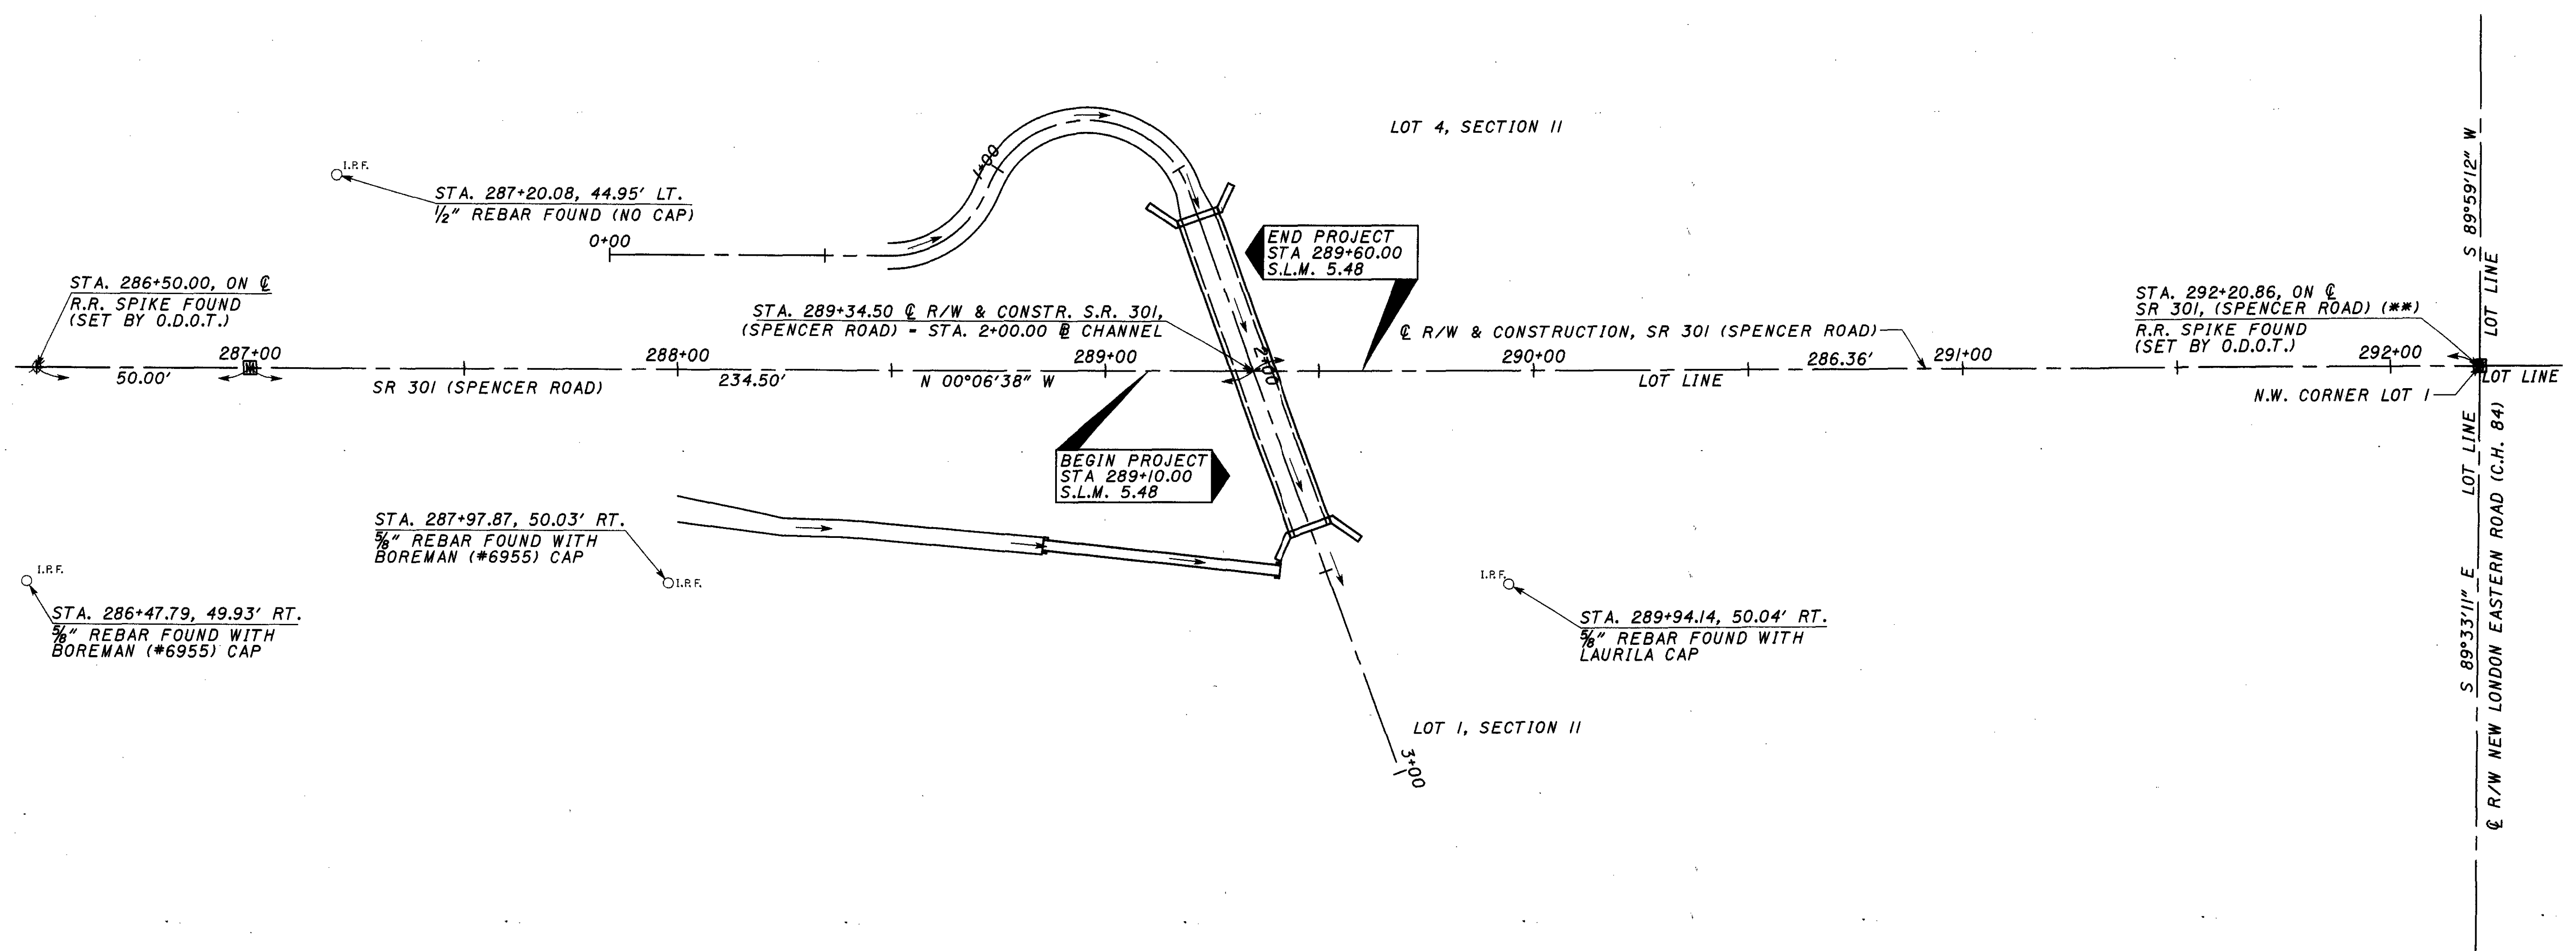 LOT 4, SECTION 11
I.P.F.
STA. 287+20.08, 44.95' LT.
1/2" REBAR FOUND (NO CAP)
1+00
0+00
END PROJECT
STA 289+60.00
S.L.M. 5.48
STA. 286+50.00, ON ℄
R.R. SPIKE FOUND
(SET BY O.D.O.T.)
STA. 289+34.50 ℄ R/W & CONSTR. S.R. 301,
(SPENCER ROAD) = STA. 2+00.00 BL CHANNEL
℄ R/W & CONSTRUCTION, SR 301 (SPENCER ROAD)
STA. 292+20.86, ON ℄
SR 301, (SPENCER ROAD) (**)
R.R. SPIKE FOUND
(SET BY O.D.O.T.)
S 89°59'12" W
LOT LINE
287+00
288+00
289+00
2+00
290+00
291+00
292+00
50.00'
SR 301 (SPENCER ROAD)
234.50'
N 00°06'38" W
LOT LINE
286.36'
LOT LINE
N.W. CORNER LOT 1
BEGIN PROJECT
STA 289+10.00
S.L.M. 5.48
STA. 287+97.87, 50.03' RT.
5/8" REBAR FOUND WITH
BOREMAN (#6955) CAP
I.P.F.
I.P.F.
STA. 286+47.79, 49.93' RT.
5/8" REBAR FOUND WITH
BOREMAN (#6955) CAP
I.P.F.
STA. 289+94.14, 50.04' RT.
5/8" REBAR FOUND WITH
LAURILA CAP
S 89°33'11" E
LOT LINE
℄ R/W NEW LONDON EASTERN ROAD (C.H. 84)
LOT 1, SECTION 11
3+00